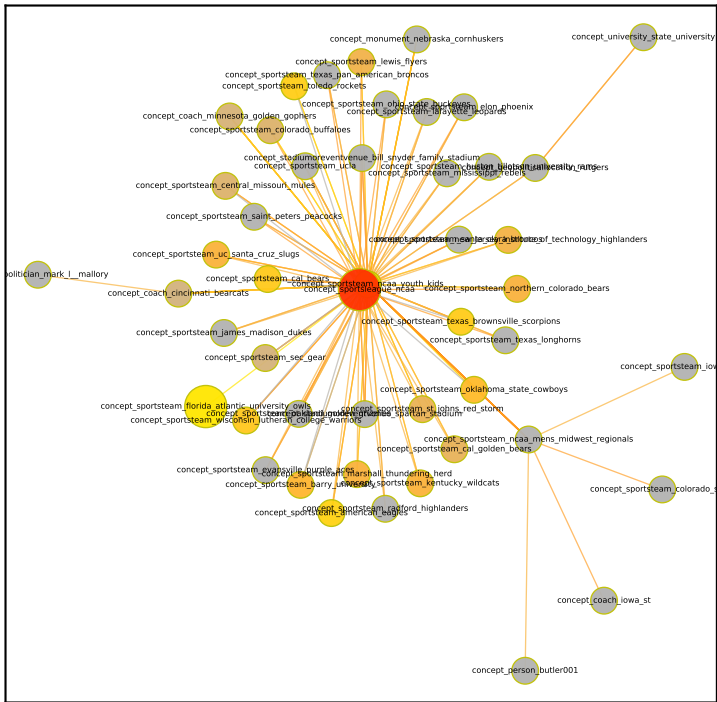 concept_university_state_university
concept_monument_nebraska_cornhuskers
concept_sportsteam_lewis_flyers
concept_sportsteam_texas_pan_american_broncos
concept_sportsteam_toledo_rockets
concept_sportsteam_ohio_state_buckeyes
concept_sportsteam_elon_phoenix
concept_sportsteam_lafayette_leopards
concept_coach_minnesota_golden_gophers
concept_sportsteam_colorado_buffaloes
concept_stadiumoreventvenue_bill_snyder_family_stadium
concept_sportsteam_ucla
concept_sportsteam_mississippi_rebels
concept_sportsteam_central_missouri_mules
concept_sportsteam_saint_peters_peacocks
concept_sportsteam_uc_santa_cruz_slugs
politician_mark_l__mallory
concept_sportsteam_cal_bears
concept_sportsteam_ncaa_youth_kids
concept_sportsleague_ncaa
concept_coach_cincinnati_bearcats
concept_sportsteam_northern_colorado_bears
concept_sportsteam_texas_brownsville_scorpions
concept_sportsteam_james_madison_dukes
concept_sportsteam_texas_longhorns
concept_sportsteam_sec_gear
concept_sportsteam_iow
concept_sportsteam_oklahoma_state_cowboys
concept_sportsteam_florida_atlantic_university_owls
concept_sportsteam_st_johns_red_storm
concept_sportsteam_wisconsin_lutheran_college_warriors
concept_sportsteam_ncaa_mens_midwest_regionals
concept_sportsteam_cal_golden_bears
concept_sportsteam_evansville_purple_aces
concept_sportsteam_marshall_thundering_herd
concept_sportsteam_barry_university
concept_sportsteam_kentucky_wildcats
concept_sportsteam_colorado_s
concept_sportsteam_radford_highlanders
concept_sportsteam_american_eagles
concept_coach_iowa_st
concept_person_butler001